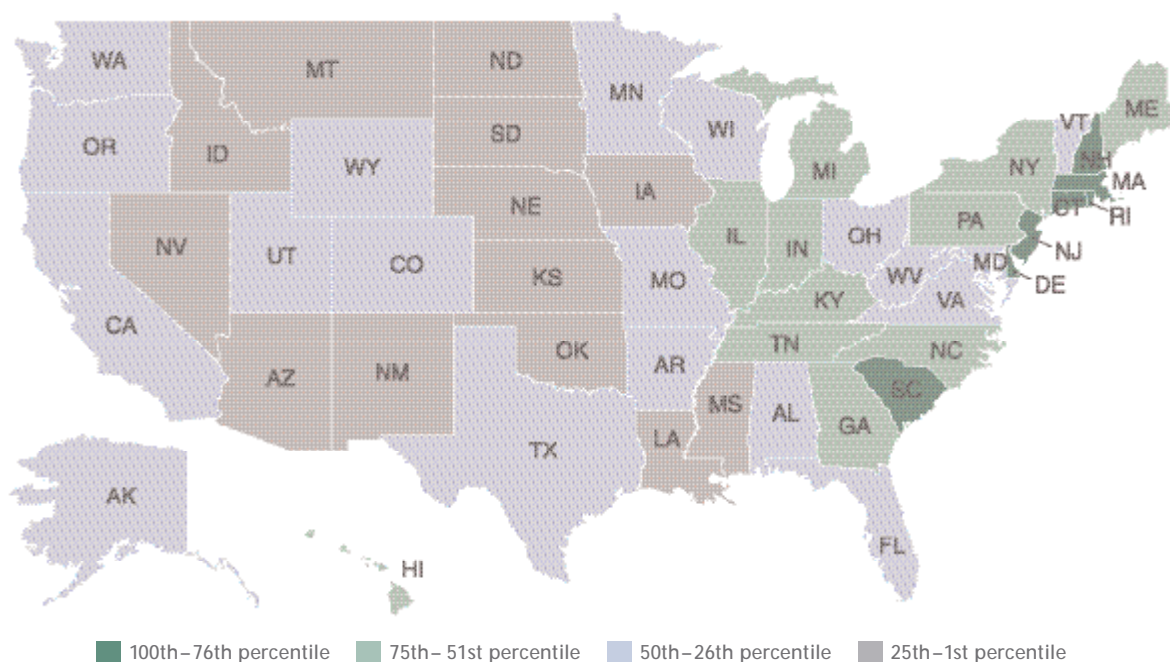 WA
MT
ND
MN
ME
VT
OR
ID
SD
WI
NH
WY
MI
NY
MA
IA
NE
CT
RI
PA
NV
IL
IN
OH
NJ
UT
CO
MD
WV
DE
KS
MO
KY
VA
CA
TN
NC
OK
AR
AZ
NM
SC
MS
AL
GA
LA
TX
AK
FL
HI
100th–76th percentile
75th–51st percentile
50th–26th percentile
25th–1st percentile